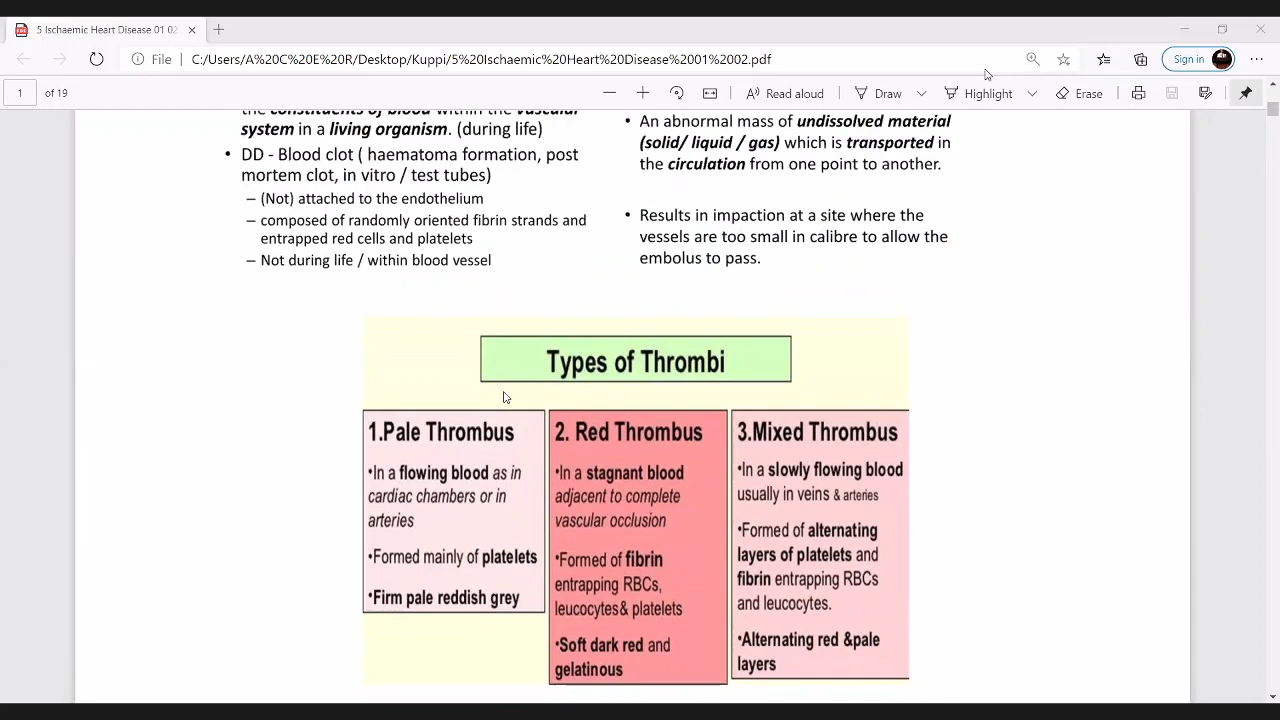 5 Ischaemic Heart Disease 01 02
File
C:/Users/A%20C%20E%20R/Desktop/Kuppi/5%20Ischaemic%20Heart%20Disease%2001%2002.pdf
Sign in
1 of 19
Read aloud
Draw
Highlight
Erase
the constituents of blood within the vascular
system in a living organism. (during life)
• DD - Blood clot ( haematoma formation, post
mortem clot, in vitro / test tubes)
– (Not) attached to the endothelium
– composed of randomly oriented fibrin strands and
entrapped red cells and platelets
– Not during life / within blood vessel
• An abnormal mass of undissolved material
(solid/ liquid / gas) which is transported in
the circulation from one point to another.
• Results in impaction at a site where the
vessels are too small in calibre to allow the
embolus to pass.
Types of Thrombi
1.Pale Thrombus
•In a flowing blood as in
cardiac chambers or in
arteries
•Formed mainly of platelets
•Firm pale reddish grey
2. Red Thrombus
•In a stagnant blood
adjacent to complete
vascular occlusion
•Formed of fibrin
entrapping RBCs,
leucocytes& platelets
•Soft dark red and
gelatinous
3.Mixed Thrombus
•In a slowly flowing blood
usually in veins & arteries
•Formed of alternating
layers of platelets and
fibrin entrapping RBCs
and leucocytes.
•Alternating red &pale
layers